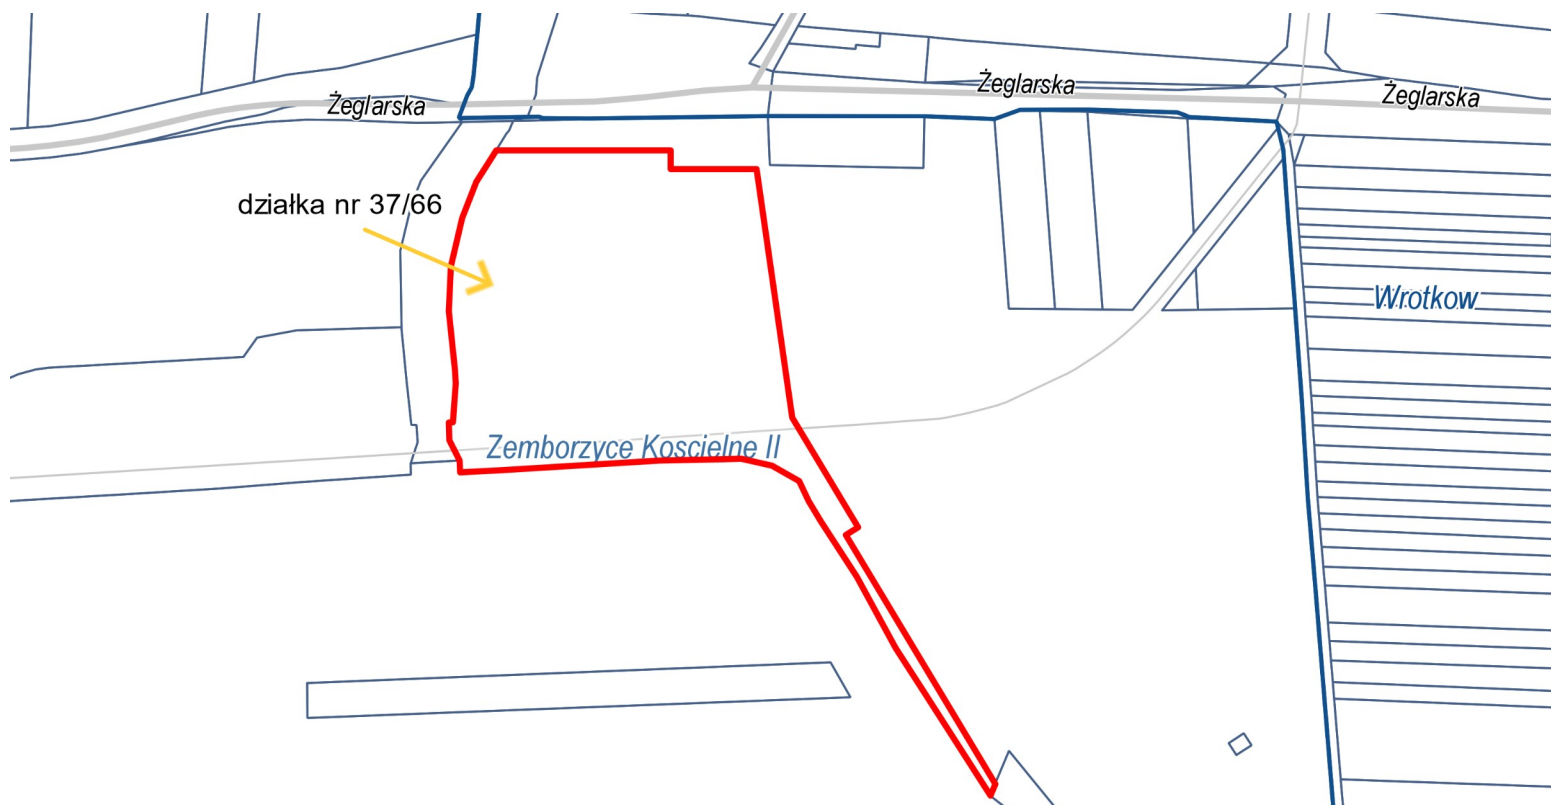 Żeglarska
Żeglarska
Żeglarska
działka nr 37/66
Wrotkow
Zemborzyce Koscielne II